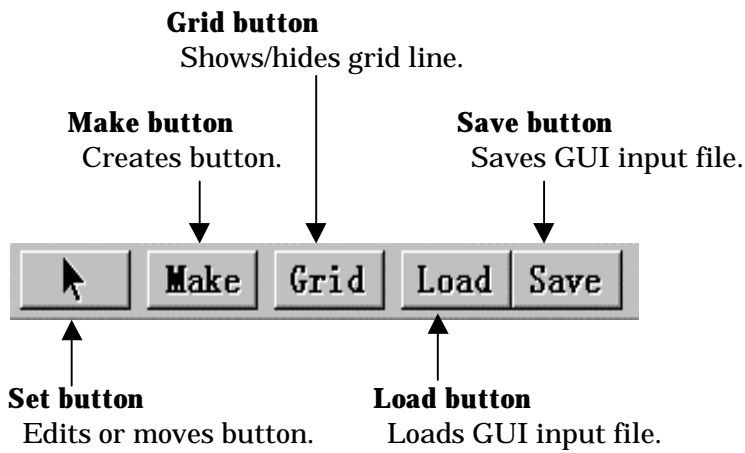 Grid button
Shows/hides grid line.
Make button
Creates button.
Save button
Saves GUI input file.
Make Grid Load Save
Set button
Edits or moves button.
Load button
Loads GUI input file.